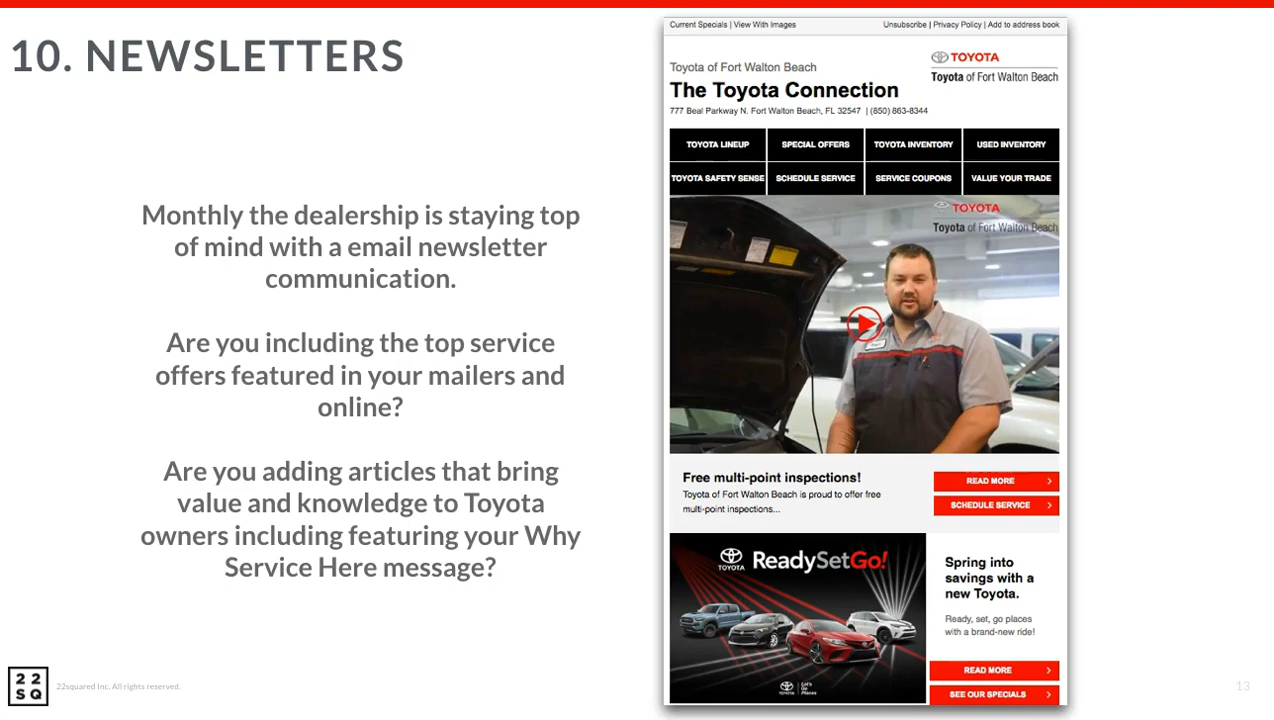 10. NEWSLETTERS
Monthly the dealership is staying top
of mind with a email newsletter
communication.
Are you including the top service
offers featured in your mailers and
online?
Are you adding articles that bring
value and knowledge to Toyota
owners including featuring your Why
Service Here message?
Current Specials | View With Images
Unsubscribe | Privacy Policy | Add to address book
Toyota of Fort Walton Beach
The Toyota Connection
777 Beal Parkway N. Fort Walton Beach, FL 32547 | (850) 863-8344
TOYOTA
Toyota of Fort Walton Beach
TOYOTA LINEUP SPECIAL OFFERS TOYOTA INVENTORY USED INVENTORY
TOYOTA SAFETY SENSE SCHEDULE SERVICE SERVICE COUPONS VALUE YOUR TRADE
TOYOTA
Toyota of Fort Walton Beach
Free multi-point inspections!
Toyota of Fort Walton Beach is proud to offer free
multi-point inspections...
READ MORE
SCHEDULE SERVICE
TOYOTA
ReadySetGo!
TOYOTA
Let's
Go
Places
Spring into
savings with a
new Toyota.
Ready, set, go places
with a brand-new ride!
READ MORE
SEE OUR SPECIALS
22
SQ
22squared Inc. All rights reserved.
13